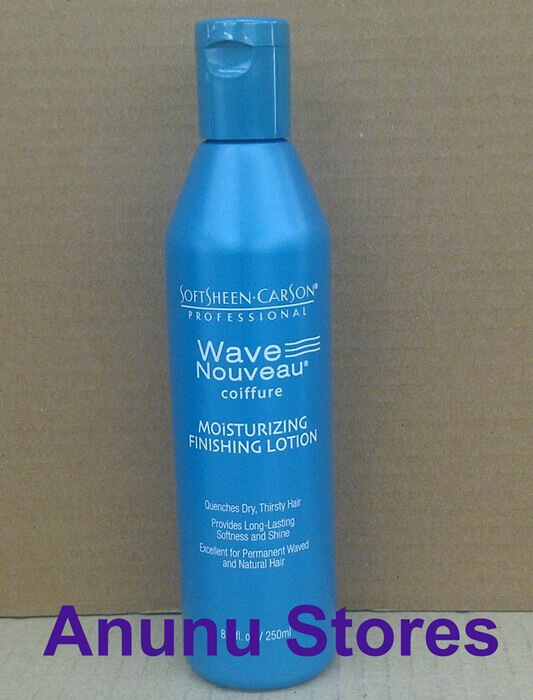 SOFTSHEEN·CARSON®
PROFESSIONAL
Wave
Nouveau®
coiffure
MOiSTURIZING
FINISHING LOTION
Quenches Dry, Thirsty Hair
Provides Long-Lasting
Softness and Shine
Excellent for Permanent Waved
and Natural Hair
/ 250ml
Anunu Stores